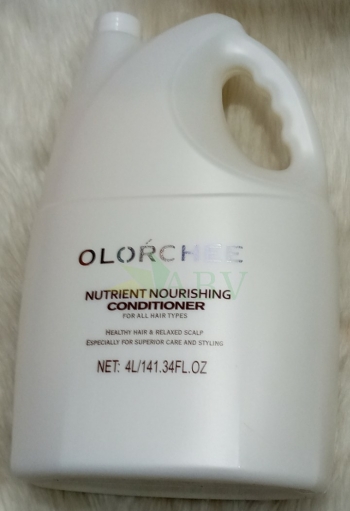 OLORCHEE
ABV
NUTRIENT NOURISHING
CONDITIONER
FOR ALL HAIR TYPES
HEALTHY HAIR & RELAXED SCALP
ESPECIALLY FOR SUPERIOR CARE AND STYLING
NET: 4L/141.34FL.OZ